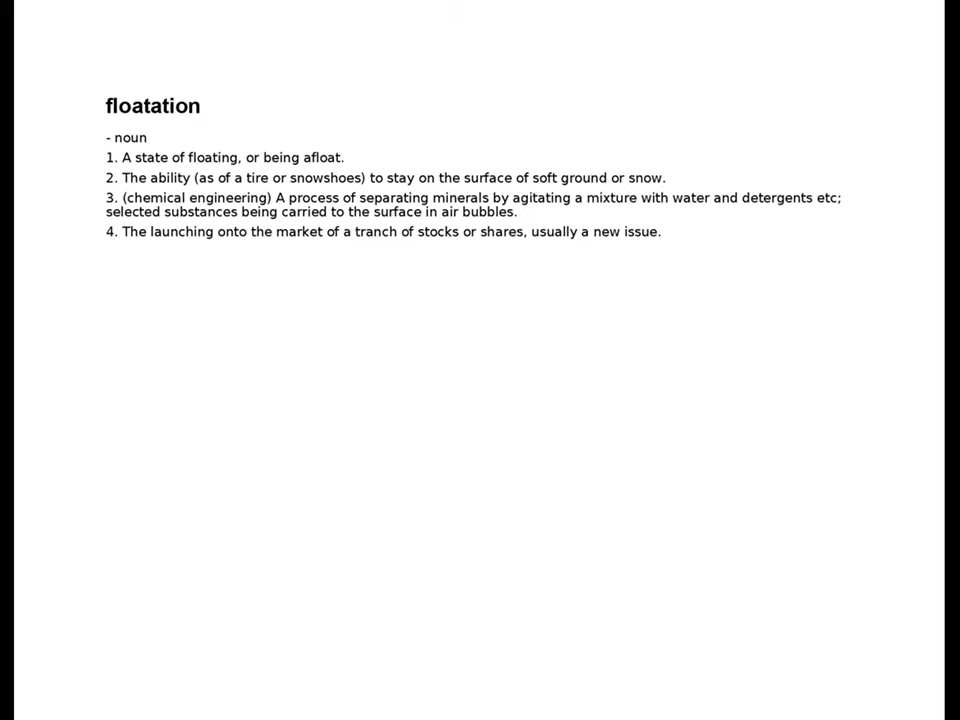 floatation
- noun
1. A state of floating, or being afloat.
2. The ability (as of a tire or snowshoes) to stay on the surface of soft ground or snow.
3. (chemical engineering) A process of separating minerals by agitating a mixture with water and detergents etc;
selected substances being carried to the surface in air bubbles.
4. The launching onto the market of a tranch of stocks or shares, usually a new issue.